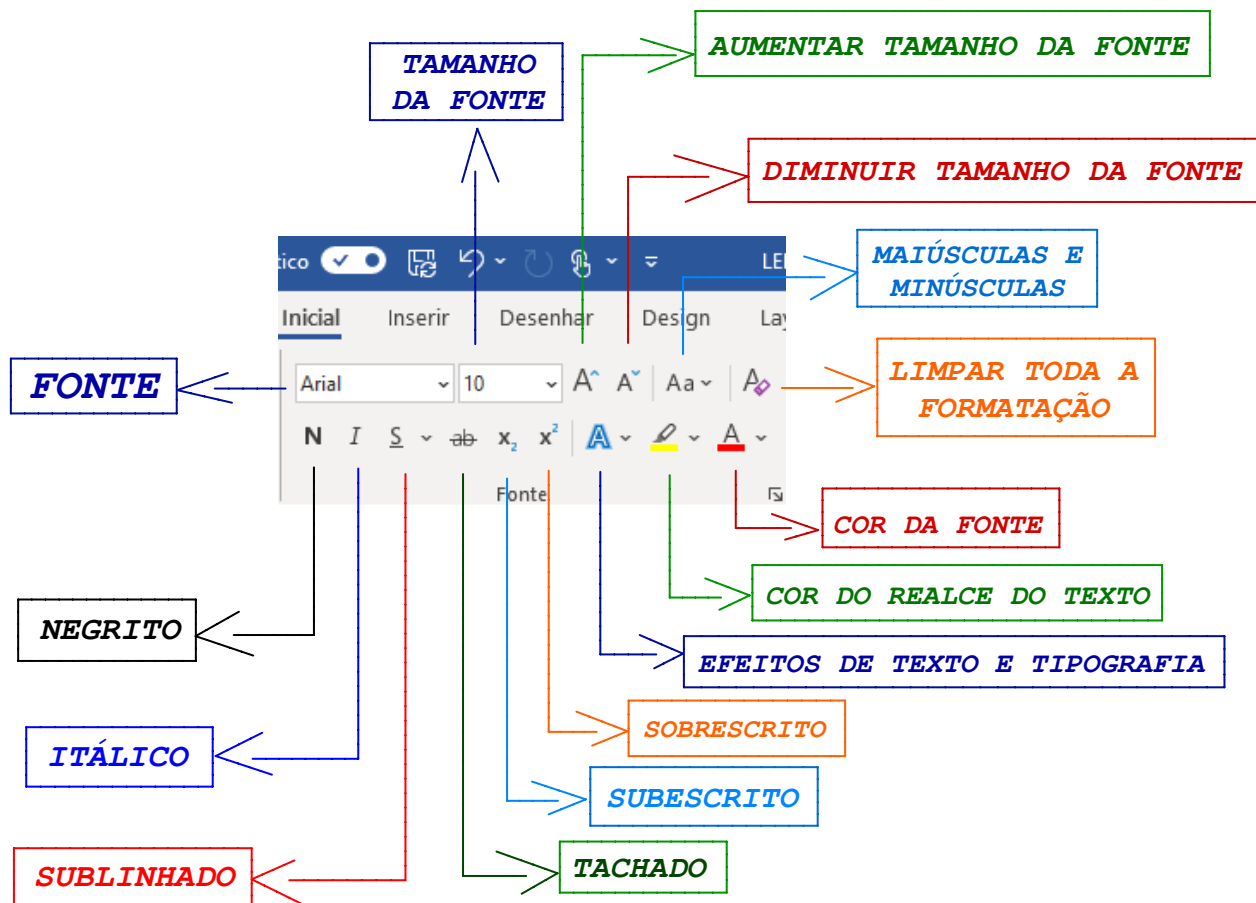 AUMENTAR TAMANHO DA FONTE
TAMANHO
DA FONTE
DIMINUIR TAMANHO DA FONTE
MAIÚSCULAS E
MINÚSCULAS
tico
LEI
Inicial Inserir Desenhar Design Lay
FONTE
Arial 10 A A Aa A
LIMPAR TODA A
FORMATAÇÃO
N I S ab x₂ x² A A
Fonte
COR DA FONTE
COR DO REALCE DO TEXTO
NEGRITO
EFEITOS DE TEXTO E TIPOGRAFIA
SOBRESCRITO
ITÁLICO
SUBESCRITO
TACHADO
SUBLINHADO